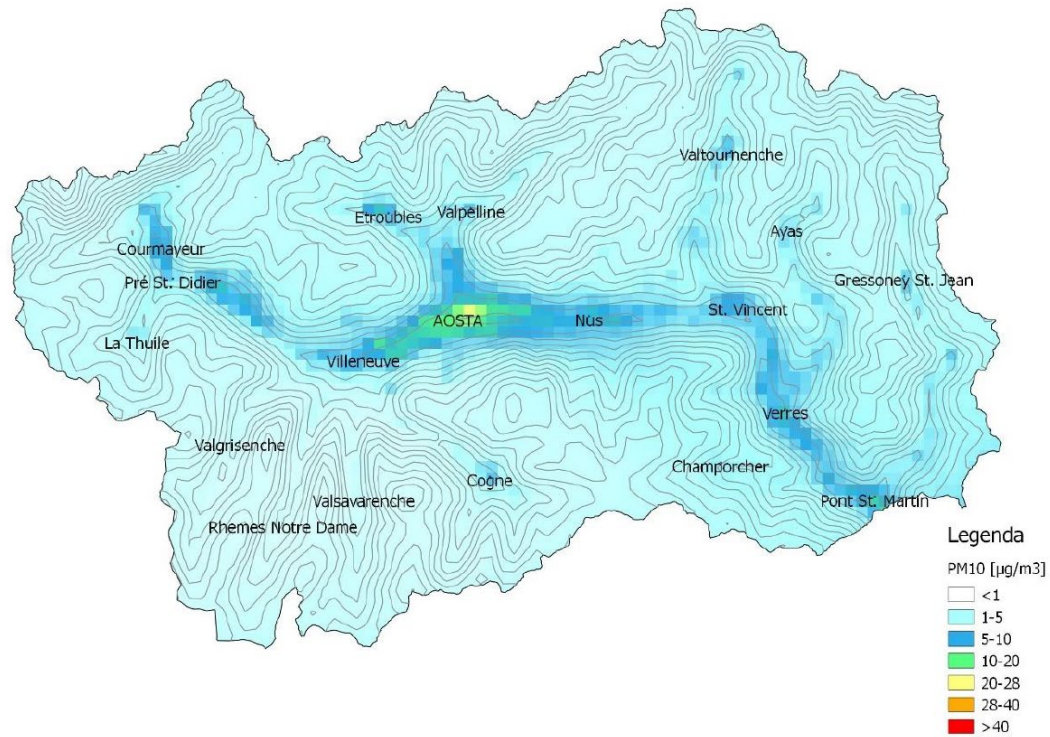 Valtournenche
Etroubles
Valpelline
Ayas
Courmayeur
Pré St. Didier
Gressoney St. Jean
AOSTA
Nus
St. Vincent
La Thuile
Villeneuve
Verres
Valgrisenche
Champorcher
Cogne
Valsavarenche
Pont St. Martin
Rhemes Notre Dame
Legenda
PM10 [µg/m3]
<1
1-5
5-10
10-20
20-28
28-40
>40